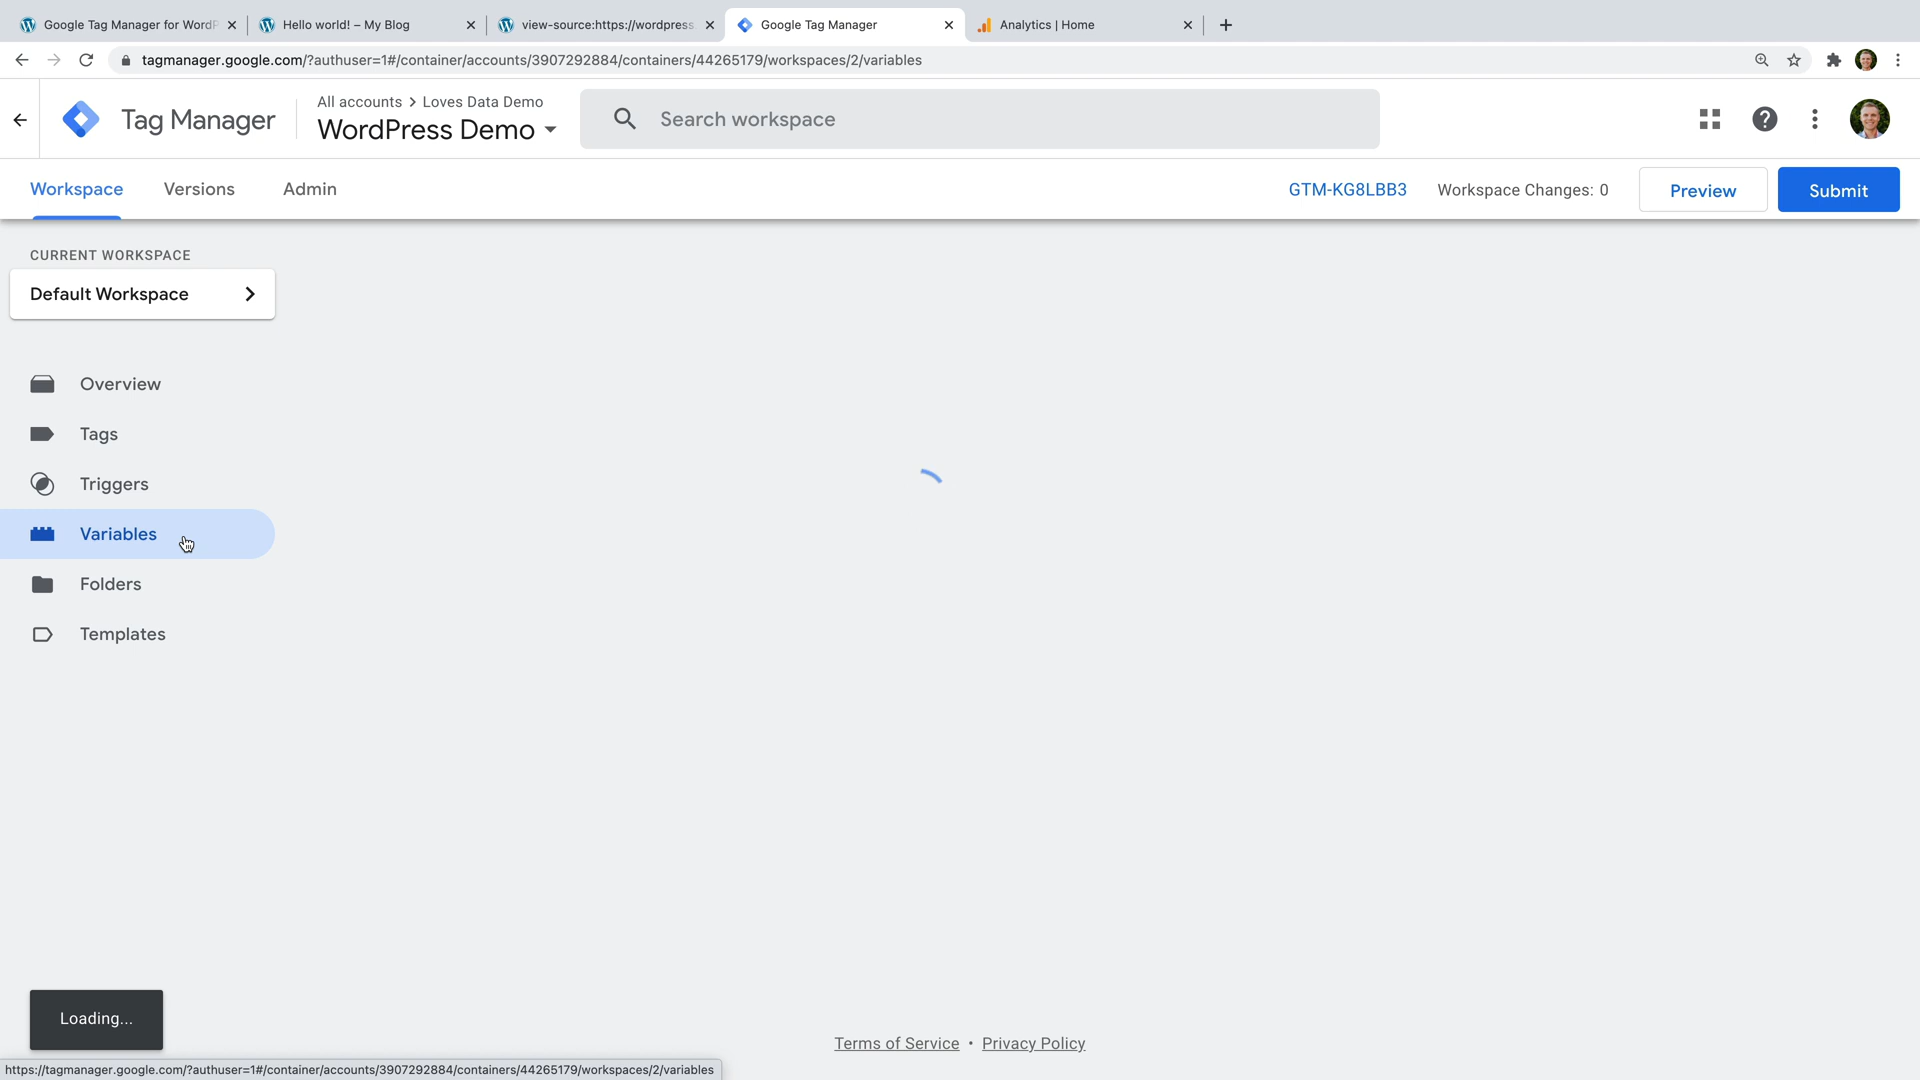 Google Tag Manager for WordP
Hello world! – My Blog
view-source:https://wordpress
Google Tag Manager
Analytics | Home
tagmanager.google.com/?authuser=1#/container/accounts/3907292884/containers/44265179/workspaces/2/variables
Tag Manager
All accounts > Loves Data Demo
WordPress Demo
Search workspace
Workspace
Versions
Admin
GTM-KG8LBB3
Workspace Changes: 0
Preview
Submit
CURRENT WORKSPACE
Default Workspace
Overview
Tags
Triggers
Variables
Folders
Templates
Loading...
Terms of Service • Privacy Policy
https://tagmanager.google.com/?authuser=1#/container/accounts/3907292884/containers/44265179/workspaces/2/variables